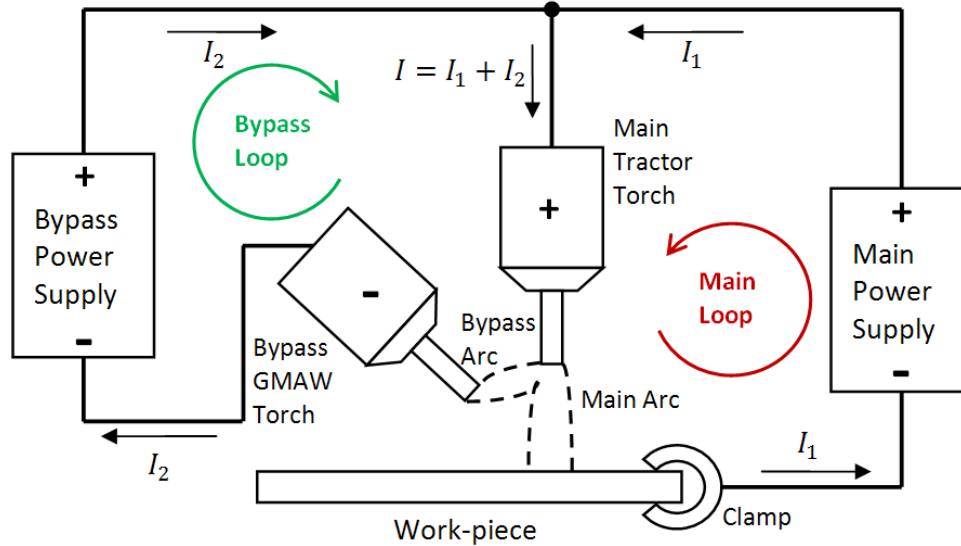 I₂
I₁
I = I₁ + I₂
Bypass
Loop
Main
Tractor
Torch
+
Bypass
Power
Supply
-
+
-
+
Main
Power
Supply
-
Main
Loop
Bypass
Arc
Bypass
GMAW
Torch
Main Arc
I₂
I₁
Clamp
Work-piece